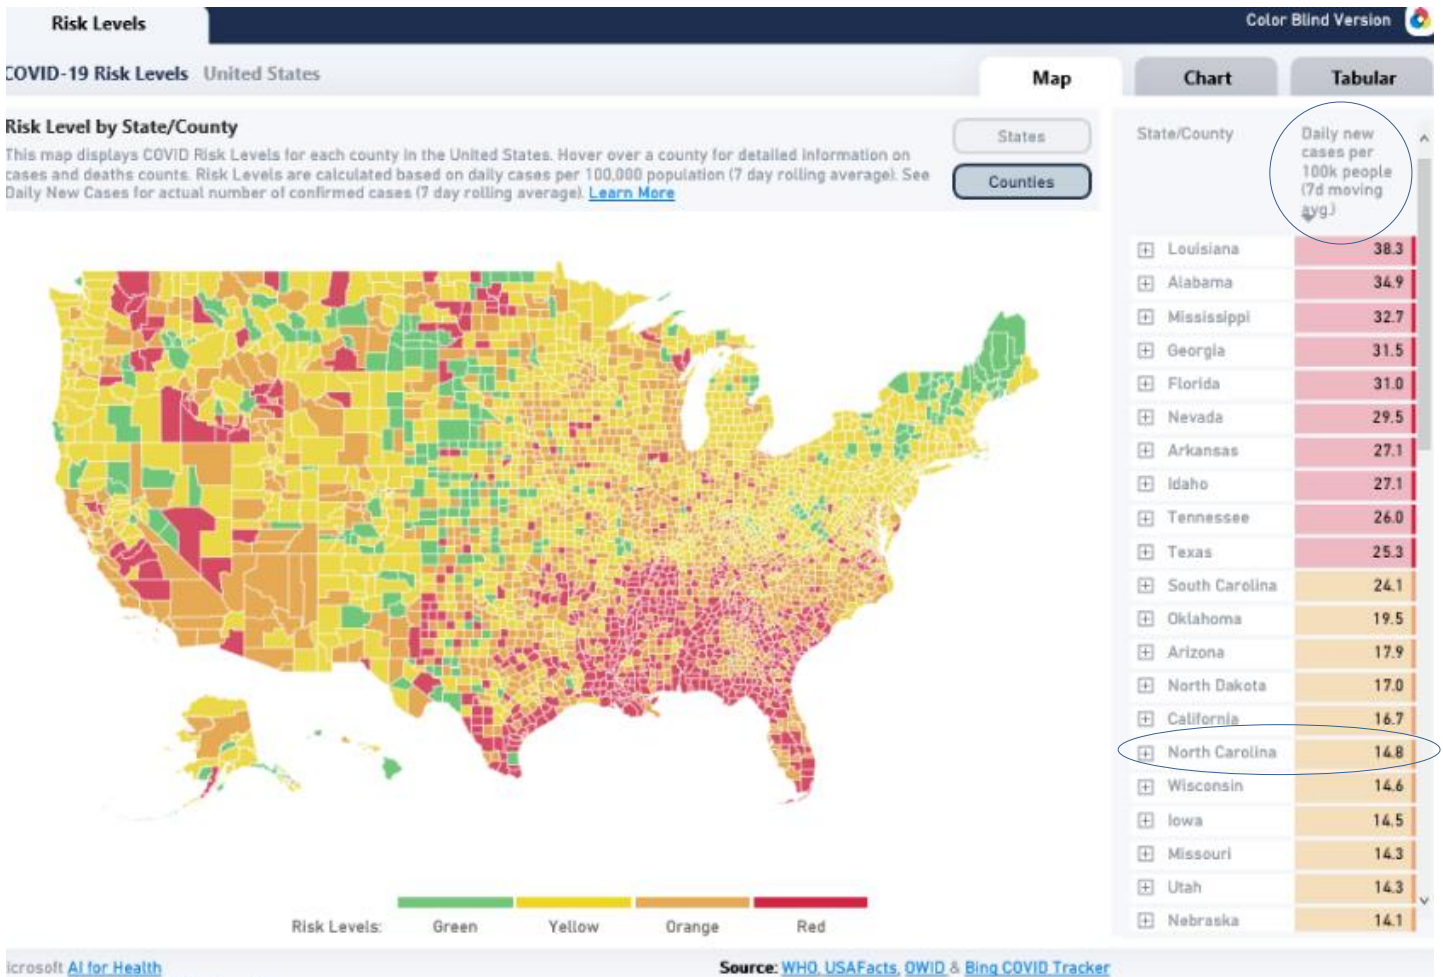 Risk Levels
Color Blind Version
COVID-19 Risk Levels United States
Map
Chart
Tabular
Risk Level by State/County
This map displays COVID Risk Levels for each county in the United States. Hover over a county for detailed information on
cases and deaths counts. Risk Levels are calculated based on daily cases per 100,000 population (7 day rolling average). See
Daily New Cases for actual number of confirmed cases (7 day rolling average). Learn More
States
Counties
State/County
Daily new
cases per
100k people
(7d moving
avg.)
Louisiana 38.3
Alabama 34.9
Mississippi 32.7
Georgia 31.5
Florida 31.0
Nevada 29.5
Arkansas 27.1
Idaho 27.1
Tennessee 26.0
Texas 25.3
South Carolina 24.1
Oklahoma 19.5
Arizona 17.9
North Dakota 17.0
California 16.7
North Carolina 14.8
Wisconsin 14.6
Iowa 14.5
Missouri 14.3
Utah 14.3
Nebraska 14.1
Risk Levels: Green Yellow Orange Red
icrosoft AI for Health
Source: WHO, USAFacts, OWID & Bing COVID Tracker